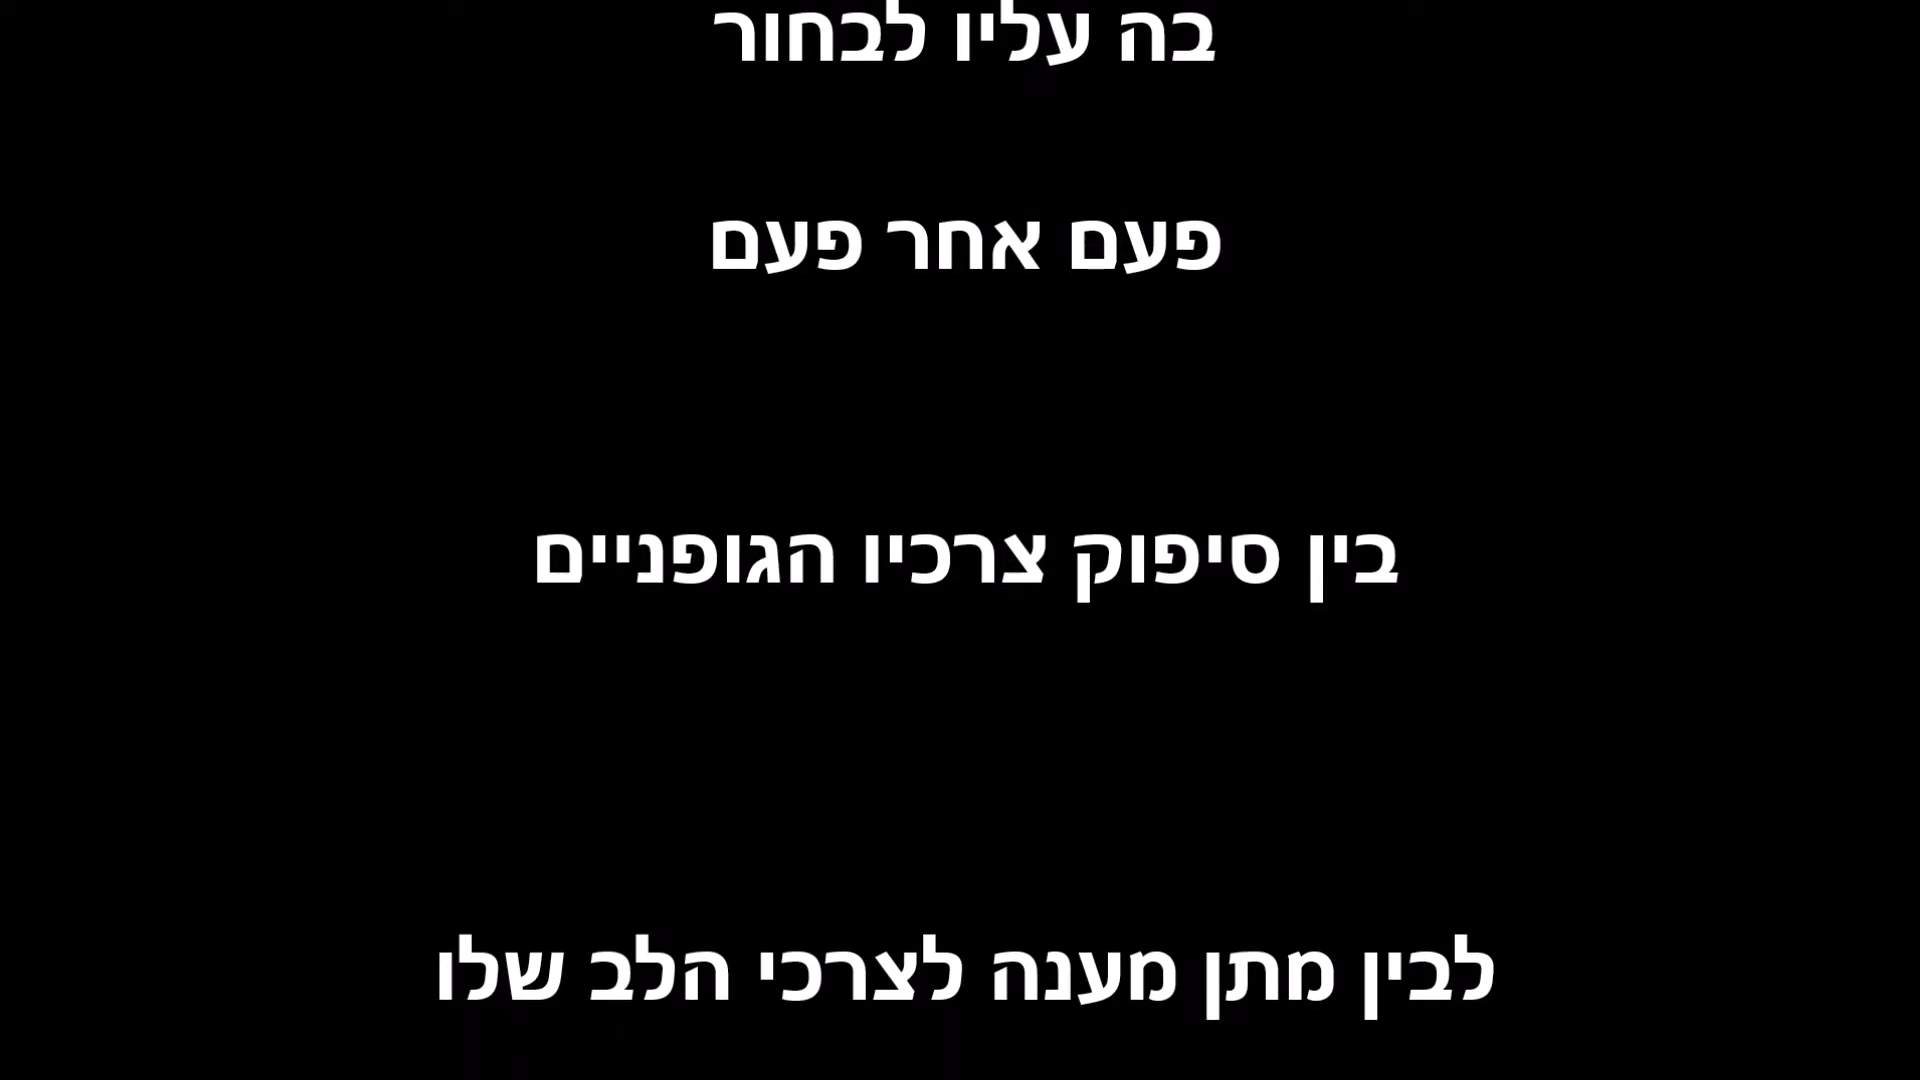 בה עליו לבחור
פעם אחר פעם
בין סיפוק צרכיו הגופניים
לבין מתן מענה לצרכי הלב שלו